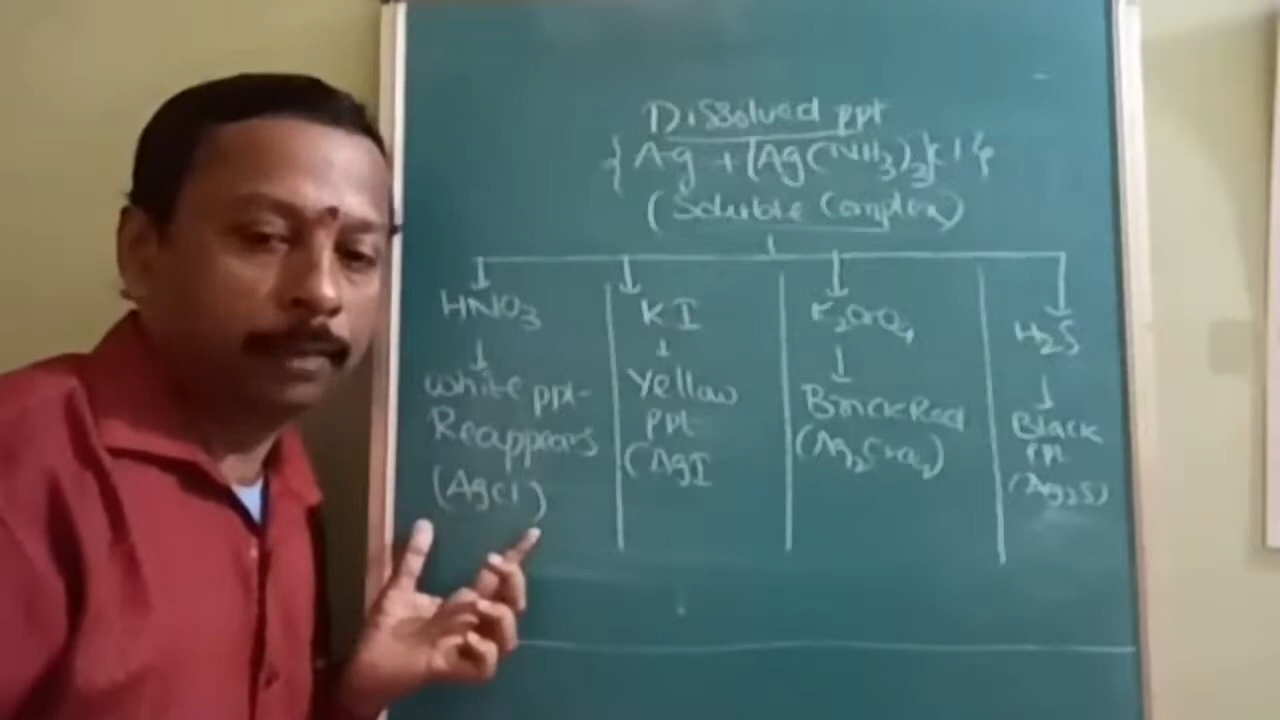 Dissolved ppt
{Ag + [Ag(NH3)2]Cl}
(Soluble Complex)
HNO3
↓
White ppt-
Reappears
(AgCl)
KI
↓
Yellow
ppt-
(AgI
K2CrO4
↓
Brick Red
(Ag2CrO4)
H2S
↓
Black
ppt
(Ag2S)